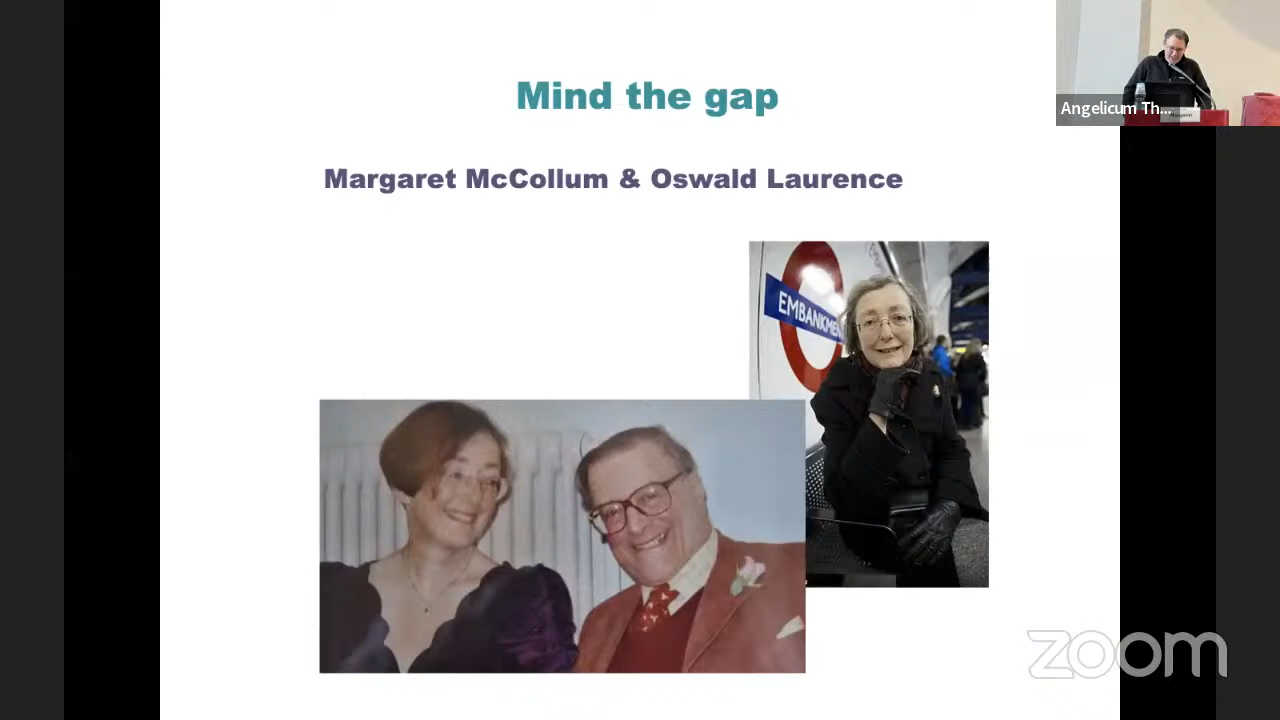 Mind the gap
Angelicum Th...
Margaret McCollum & Oswald Laurence
EMBANKME
zoom